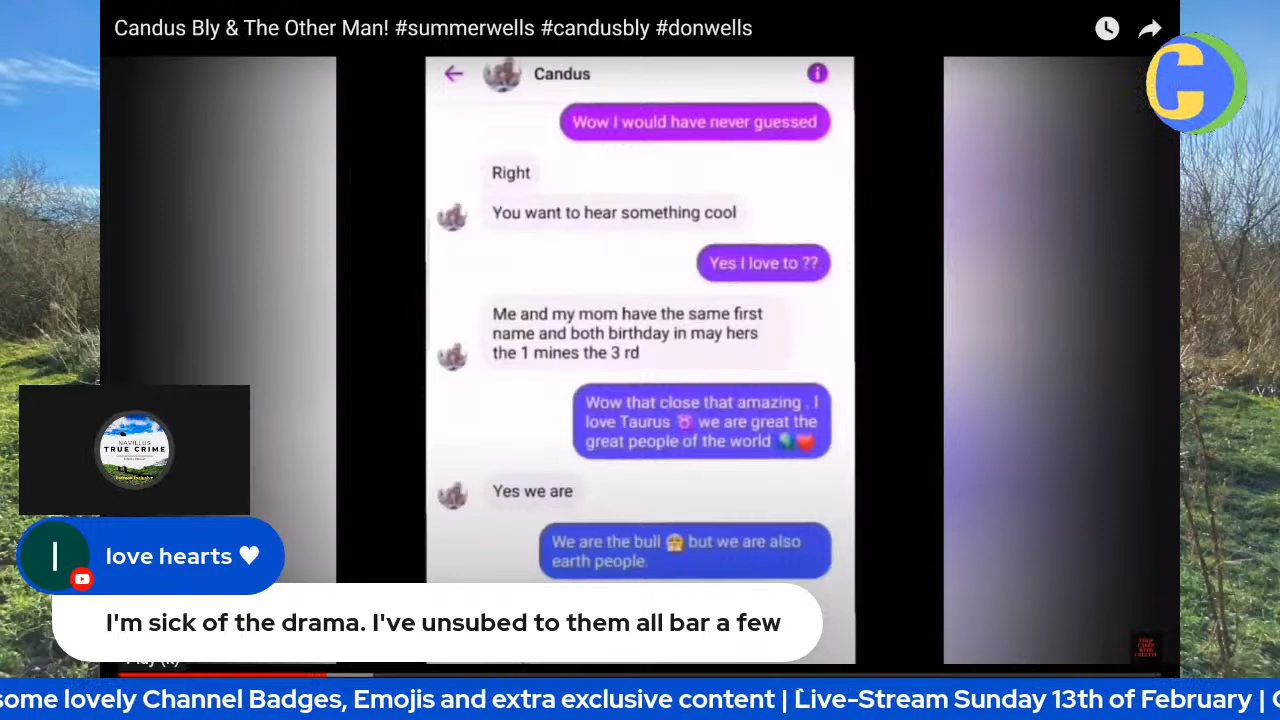 Candus Bly & The Other Man! #summerwells #candusbly #donwells
Candus
Wow I would have never guessed
Right
You want to hear something cool
Yes I love to ??
Me and my mom have the same first
name and both birthday in may hers
the 1 mines the 3 rd
Wow that close that amazing . I
love Taurus ♉ we are great the
great people of the world
Yes we are
We are the bull 😤 but we are also
earth people.
NAVILLUS
TRUE CRIME
I
love hearts ♥
I'm sick of the drama. I've unsubed to them all bar a few
some lovely Channel Badges, Emojis and extra exclusive content | Live-Stream Sunday 13th of February |